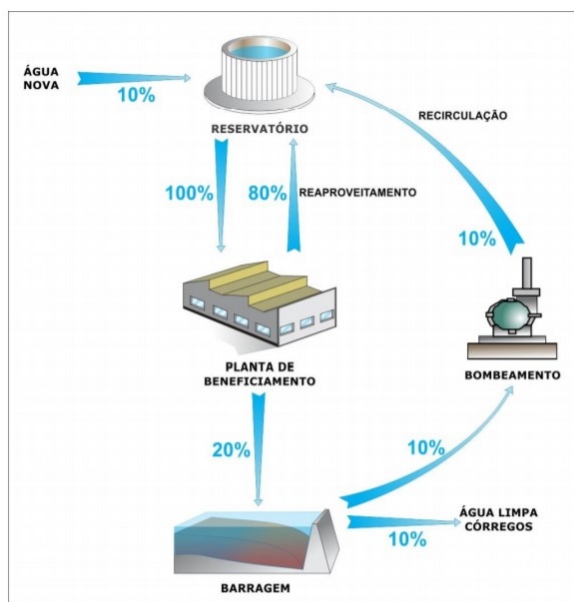 ÁGUA
NOVA
10%
RESERVATÓRIO
RECIRCULAÇÃO
100%
80%
REAPROVEITAMENTO
10%
PLANTA DE
BENEFICIAMENTO
BOMBEAMENTO
20%
10%
ÁGUA LIMPA
CÓRREGOS
10%
BARRAGEM